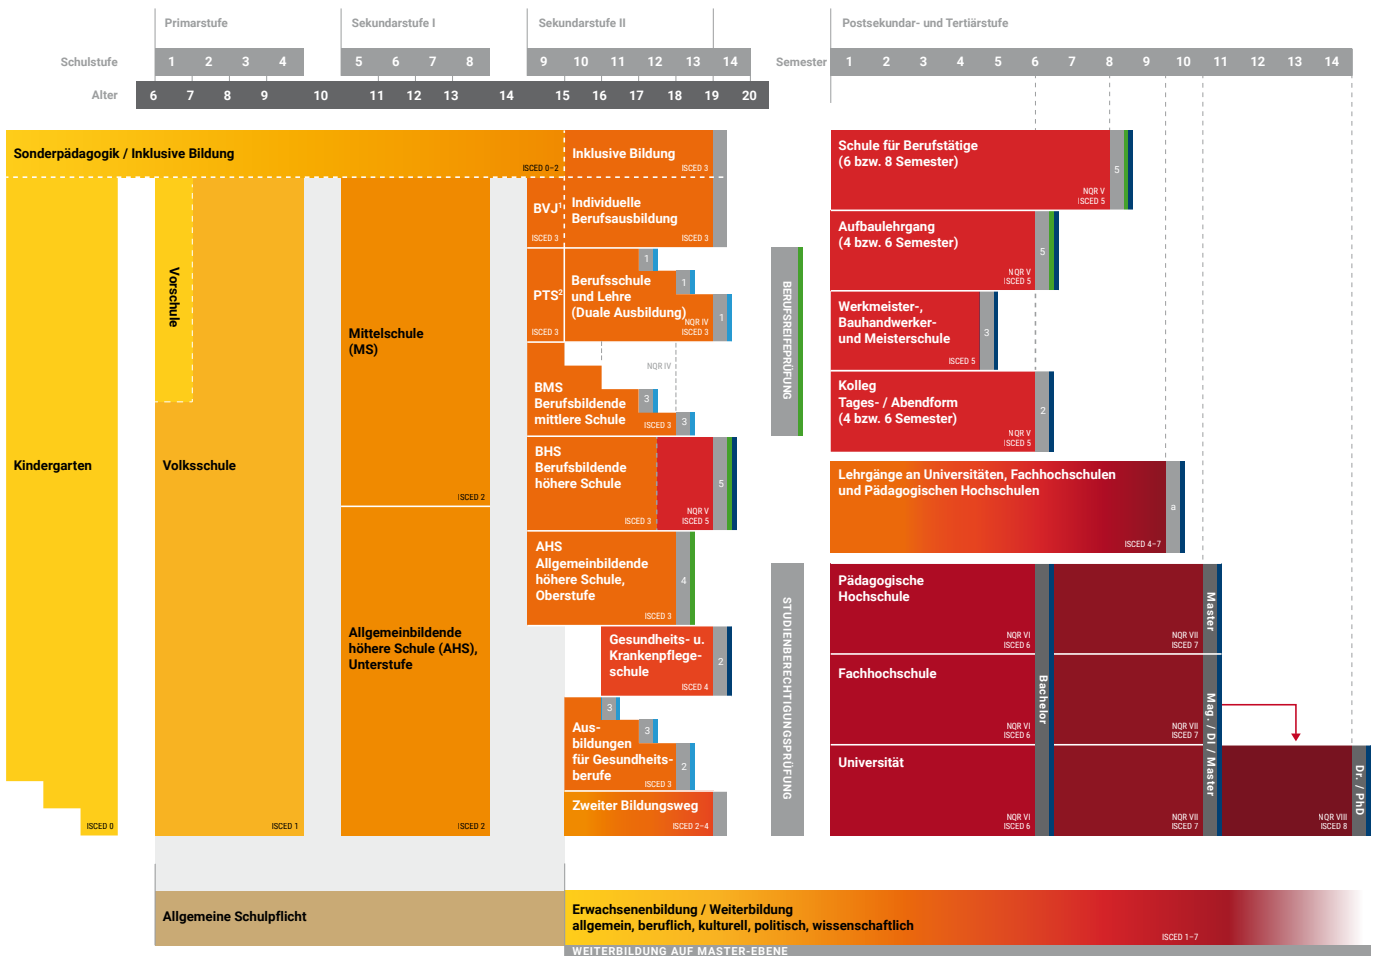 Primarstufe
Sekundarstufe I
Sekundarstufe II
Postsekundar- und Tertiärstufe
Schulstufe
1 2 3 4
5 6 7 8
9 10 11 12 13 14
Semester
1 2 3 4 5 6 7 8 9 10 11 12 13 14
Alter
6 7 8 9 10 11 12 13 14 15 16 17 18 19 20
Sonderpädagogik / Inklusive Bildung
ISCED 0–2
Kindergarten
ISCED 0
Vorschule
Volksschule
ISCED 1
Mittelschule
(MS)
ISCED 2
Allgemeinbildende
höhere Schule (AHS),
Unterstufe
ISCED 2
Inklusive Bildung
ISCED 3
BVJ¹
ISCED 3
Individuelle
Berufsausbildung
ISCED 3
PTS²
ISCED 3
Berufsschule
und Lehre
(Duale Ausbildung)
NQR IV
ISCED 3
1
1
1
NQR IV
BMS
Berufsbildende
mittlere Schule
ISCED 3
3
3
BHS
Berufsbildende
höhere Schule
ISCED 3
NQR V
ISCED 5
5
AHS
Allgemeinbildende
höhere Schule,
Oberstufe
ISCED 3
4
Gesundheits- u.
Krankenpflege-
schule
ISCED 4
2
3
3
2
Aus-
bildungen
für Gesundheits-
berufe
ISCED 3
Zweiter Bildungsweg
ISCED 2–4
BERUFSREIFEPRÜFUNG
STUDIENBERECHTIGUNGSPRÜFUNG
Schule für Berufstätige
(6 bzw. 8 Semester)
NQR V
ISCED 5
5
Aufbaulehrgang
(4 bzw. 6 Semester)
NQR V
ISCED 5
5
Werkmeister-,
Bauhandwerker-
und Meisterschule
ISCED 5
3
Kolleg
Tages- / Abendform
(4 bzw. 6 Semester)
NQR V
ISCED 5
2
Lehrgänge an Universitäten, Fachhochschulen
und Pädagogischen Hochschulen
ISCED 4–7
a
Pädagogische
Hochschule
NQR VI
ISCED 6
NQR VII
ISCED 7
Master
Fachhochschule
NQR VI
ISCED 6
NQR VII
ISCED 7
Bachelor
Mag. / DI / Master
Universität
NQR VI
ISCED 6
NQR VII
ISCED 7
NQR VIII
ISCED 8
Dr. / PhD
Allgemeine Schulpflicht
Erwachsenenbildung / Weiterbildung
allgemein, beruflich, kulturell, politisch, wissenschaftlich
ISCED 1–7
WEITERBILDUNG AUF MASTER-EBENE